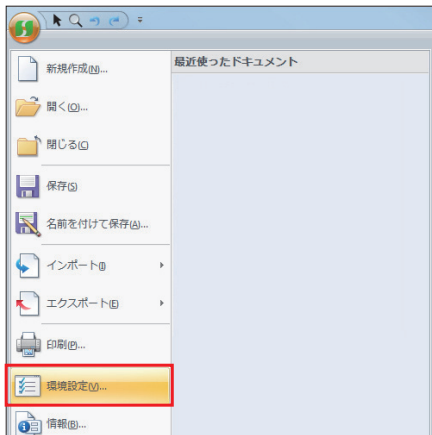 最近使ったドキュメント
新規作成(N)...
開く(O)...
閉じる(C)
保存(S)
名前を付けて保存(A)...
インポート(I)
エクスポート(E)
印刷(P)...
環境設定(V)...
情報(B)...